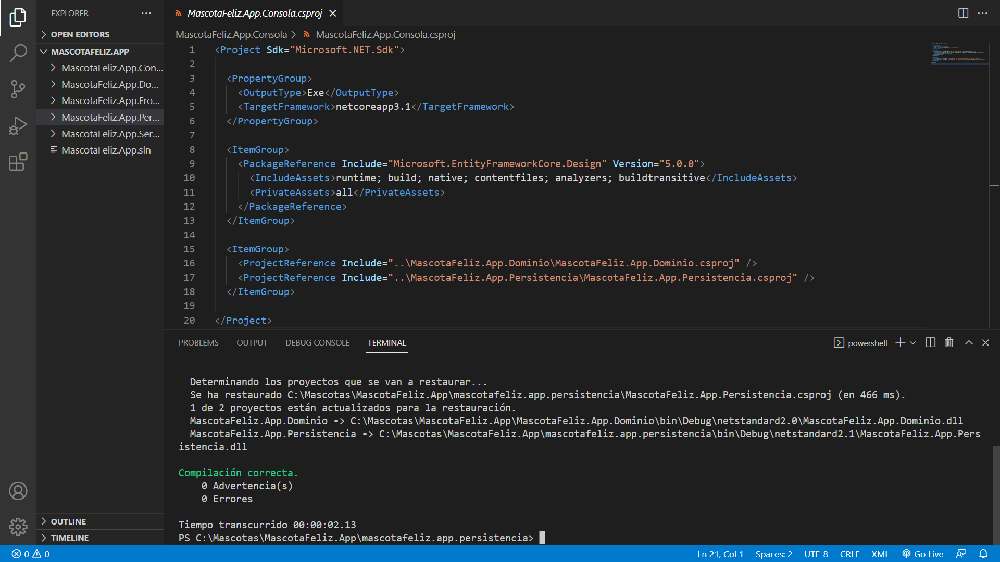 EXPLORER
OPEN EDITORS
MASCOTAFELIZ.APP
MascotaFeliz.App.Con...
MascotaFeliz.App.Do...
MascotaFeliz.App.Fro...
MascotaFeliz.App.Per...
MascotaFeliz.App.Ser...
MascotaFeliz.App.sln
OUTLINE
TIMELINE
MascotaFeliz.App.Consola.csproj
MascotaFeliz.App.Consola > MascotaFeliz.App.Consola.csproj
1 <Project Sdk="Microsoft.NET.Sdk">
2
3 <PropertyGroup>
4 <OutputType>Exe</OutputType>
5 <TargetFramework>netcoreapp3.1</TargetFramework>
6 </PropertyGroup>
7
8 <ItemGroup>
9 <PackageReference Include="Microsoft.EntityFrameworkCore.Design" Version="5.0.0">
10 <IncludeAssets>runtime; build; native; contentfiles; analyzers; buildtransitive</IncludeAssets>
11 <PrivateAssets>all</PrivateAssets>
12 </PackageReference>
13 </ItemGroup>
14
15 <ItemGroup>
16 <ProjectReference Include="..\MascotaFeliz.App.Dominio\MascotaFeliz.App.Dominio.csproj" />
17 <ProjectReference Include="..\MascotaFeliz.App.Persistencia\MascotaFeliz.App.Persistencia.csproj" />
18 </ItemGroup>
19
20 </Project>
PROBLEMS OUTPUT DEBUG CONSOLE TERMINAL powershell
Determinando los proyectos que se van a restaurar...
Se ha restaurado C:\Mascotas\MascotaFeliz.App\mascotafeliz.app.persistencia\MascotaFeliz.App.Persistencia.csproj (en 466 ms).
1 de 2 proyectos están actualizados para la restauración.
MascotaFeliz.App.Dominio -> C:\Mascotas\MascotaFeliz.App\MascotaFeliz.App.Dominio\bin\Debug\netstandard2.0\MascotaFeliz.App.Dominio.dll
MascotaFeliz.App.Persistencia -> C:\Mascotas\MascotaFeliz.App\mascotafeliz.app.persistencia\bin\Debug\netstandard2.1\MascotaFeliz.App.Pers
istencia.dll
Compilación correcta.
0 Advertencia(s)
0 Errores
Tiempo transcurrido 00:00:02.13
PS C:\Mascotas\MascotaFeliz.App\mascotafeliz.app.persistencia>
0 0 Ln 21, Col 1 Spaces: 2 UTF-8 CRLF XML Go Live